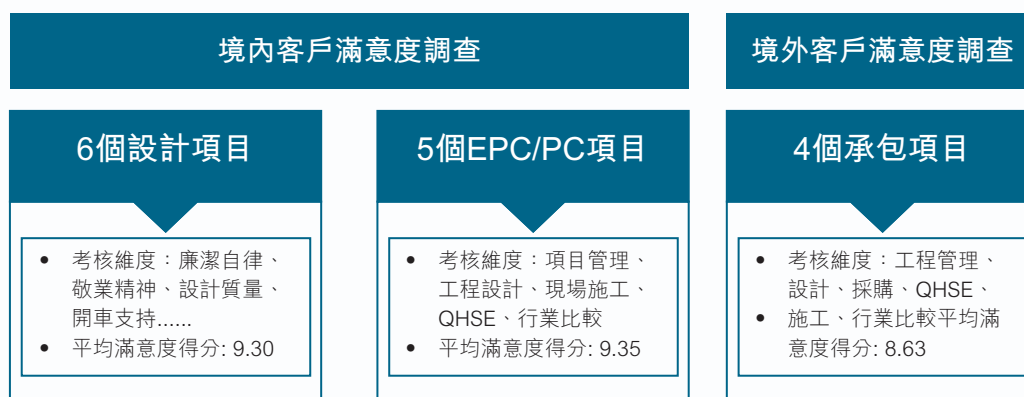 境內客戶滿意度調查
境外客戶滿意度調查
6個設計項目
• 考核維度：廉潔自律、
敬業精神、設計質量、
開車支持......
• 平均滿意度得分: 9.30
5個EPC/PC項目
• 考核維度：項目管理、
工程設計、現場施工、
QHSE、行業比較
• 平均滿意度得分: 9.35
4個承包項目
• 考核維度：工程管理、
設計、採購、QHSE、
• 施工、行業比較平均滿
意度得分: 8.63